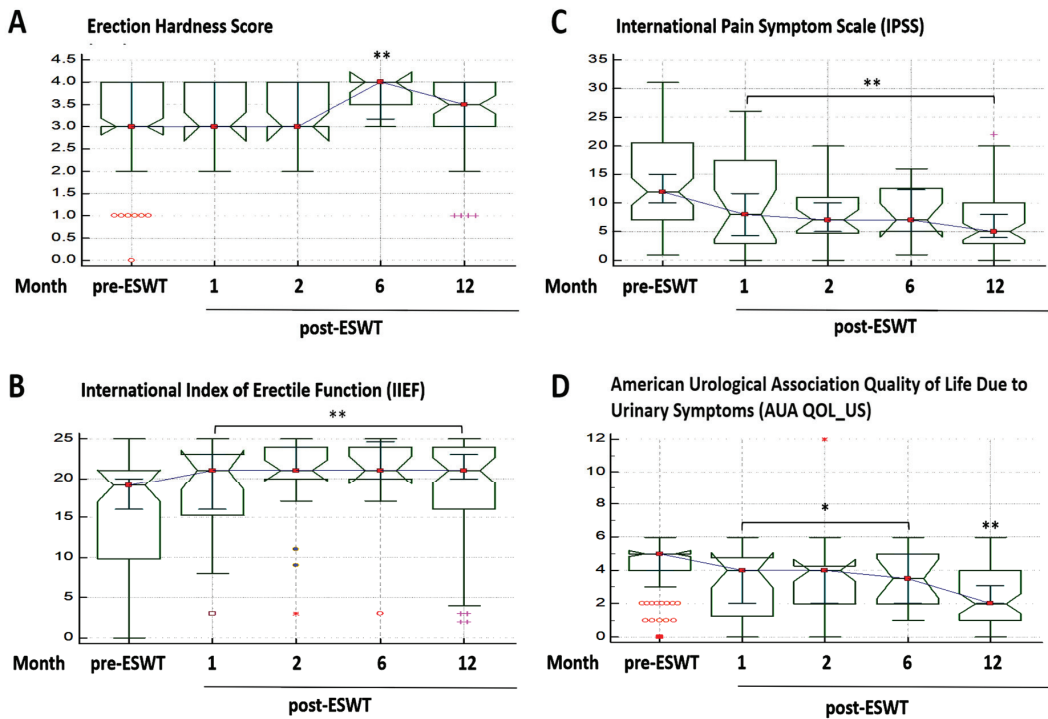 A
Erection Hardness Score
**
4.5
4.0
3.5
3.0
2.5
2.0
1.5
1.0
0.5
0.0
Month pre-ESWT 1 2 6 12
post-ESWT
B
International Index of Erectile Function (IIEF)
**
25
20
10
5
0
Month pre-ESWT 1 2 6 12
post-ESWT
C
International Pain Symptom Scale (IPSS)
35
**
30
25
20
15
10
5
0
Month pre-ESWT 1 2 6 12
post-ESWT
D
American Urological Association Quality of Life Due to
Urinary Symptoms (AUA QOL_US)
12
10
8
*
**
6
4
2
0
Month pre-ESWT 1 2 6 12
post-ESWT